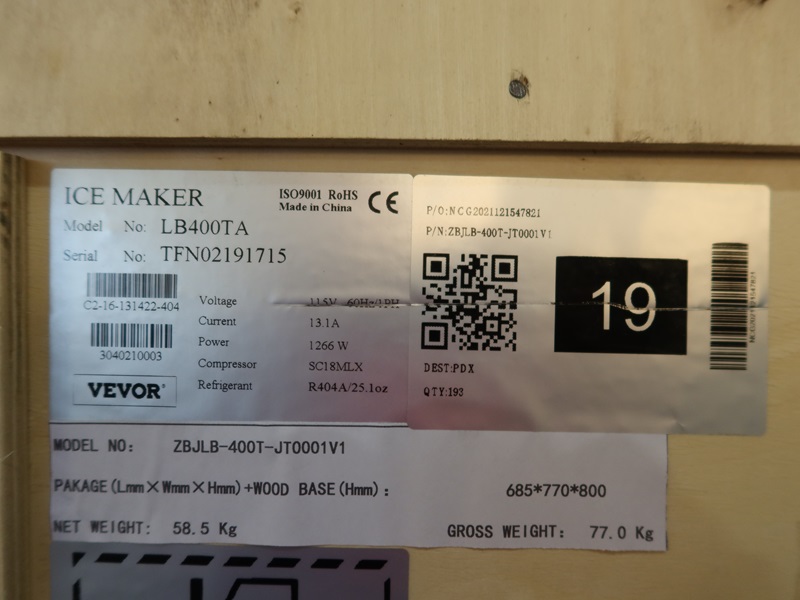 ICE MAKER
ISO9001 RoHS
Made in China
CE
Model No: LB400TA
Serial No: TFN02191715
C2-16-131422-404
3040210003
VEVOR
Voltage 115V 60Hz/1PH
Current 13.1A
Power 1266 W
Compressor SC18MLX
Refrigerant R404A/25.1oz
P/O:NCG2021121547821
P/N:ZBJLB-400T-JT0001V1
19
DEST:PDX
QTY:193
MODEL NO: ZBJLB-400T-JT0001V1
PAKAGE(Lmm×Wmm×Hmm)+WOOD BASE(Hmm): 685*770*800
NET WEIGHT: 58.5 Kg
GROSS WEIGHT: 77.0 Kg